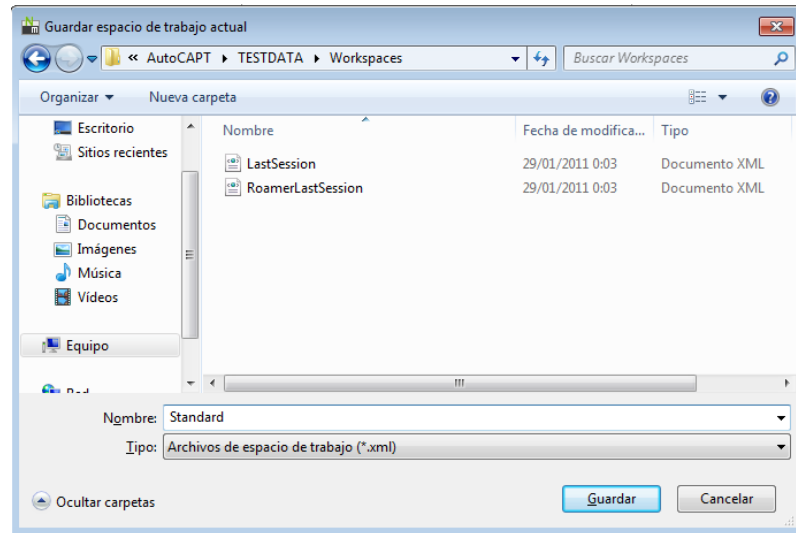 Guardar espacio de trabajo actual
« AutoCAPT ▸ TESTDATA ▸ Workspaces
Buscar Workspaces
Organizar
Nueva carpeta
Escritorio
Sitios recientes
Bibliotecas
Documentos
Imágenes
Música
Vídeos
Equipo
Nombre Fecha de modifica... Tipo
LastSession 29/01/2011 0:03 Documento XML
RoamerLastSession 29/01/2011 0:03 Documento XML
Nombre: Standard
Tipo: Archivos de espacio de trabajo (*.xml)
Ocultar carpetas
Guardar
Cancelar